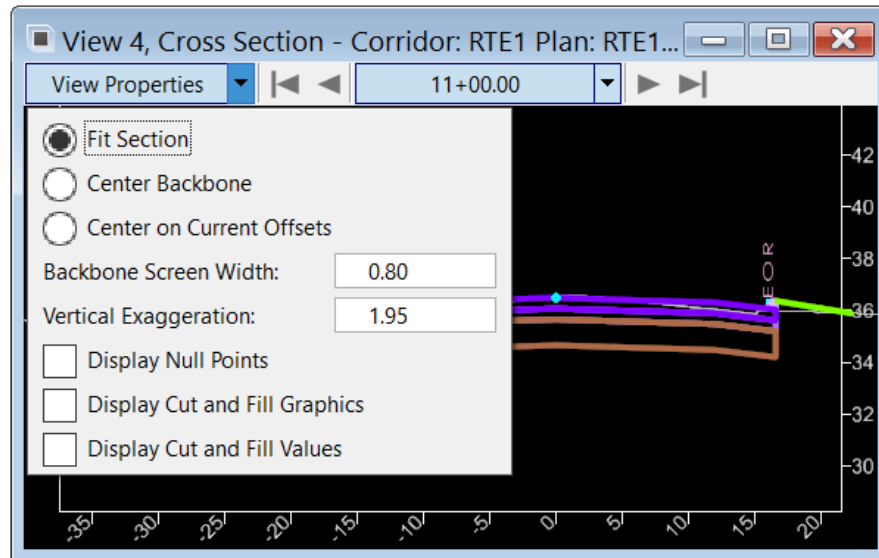 View 4, Cross Section - Corridor: RTE1 Plan: RTE1...
View Properties
11+00.00
Fit Section
Center Backbone
Center on Current Offsets
Backbone Screen Width: 0.80
Vertical Exaggeration: 1.95
Display Null Points
Display Cut and Fill Graphics
Display Cut and Fill Values
EOR
42
40
38
36
34
32
30
-35 -30 -25 -20 -15 -10 -5 0 5 10 15 20